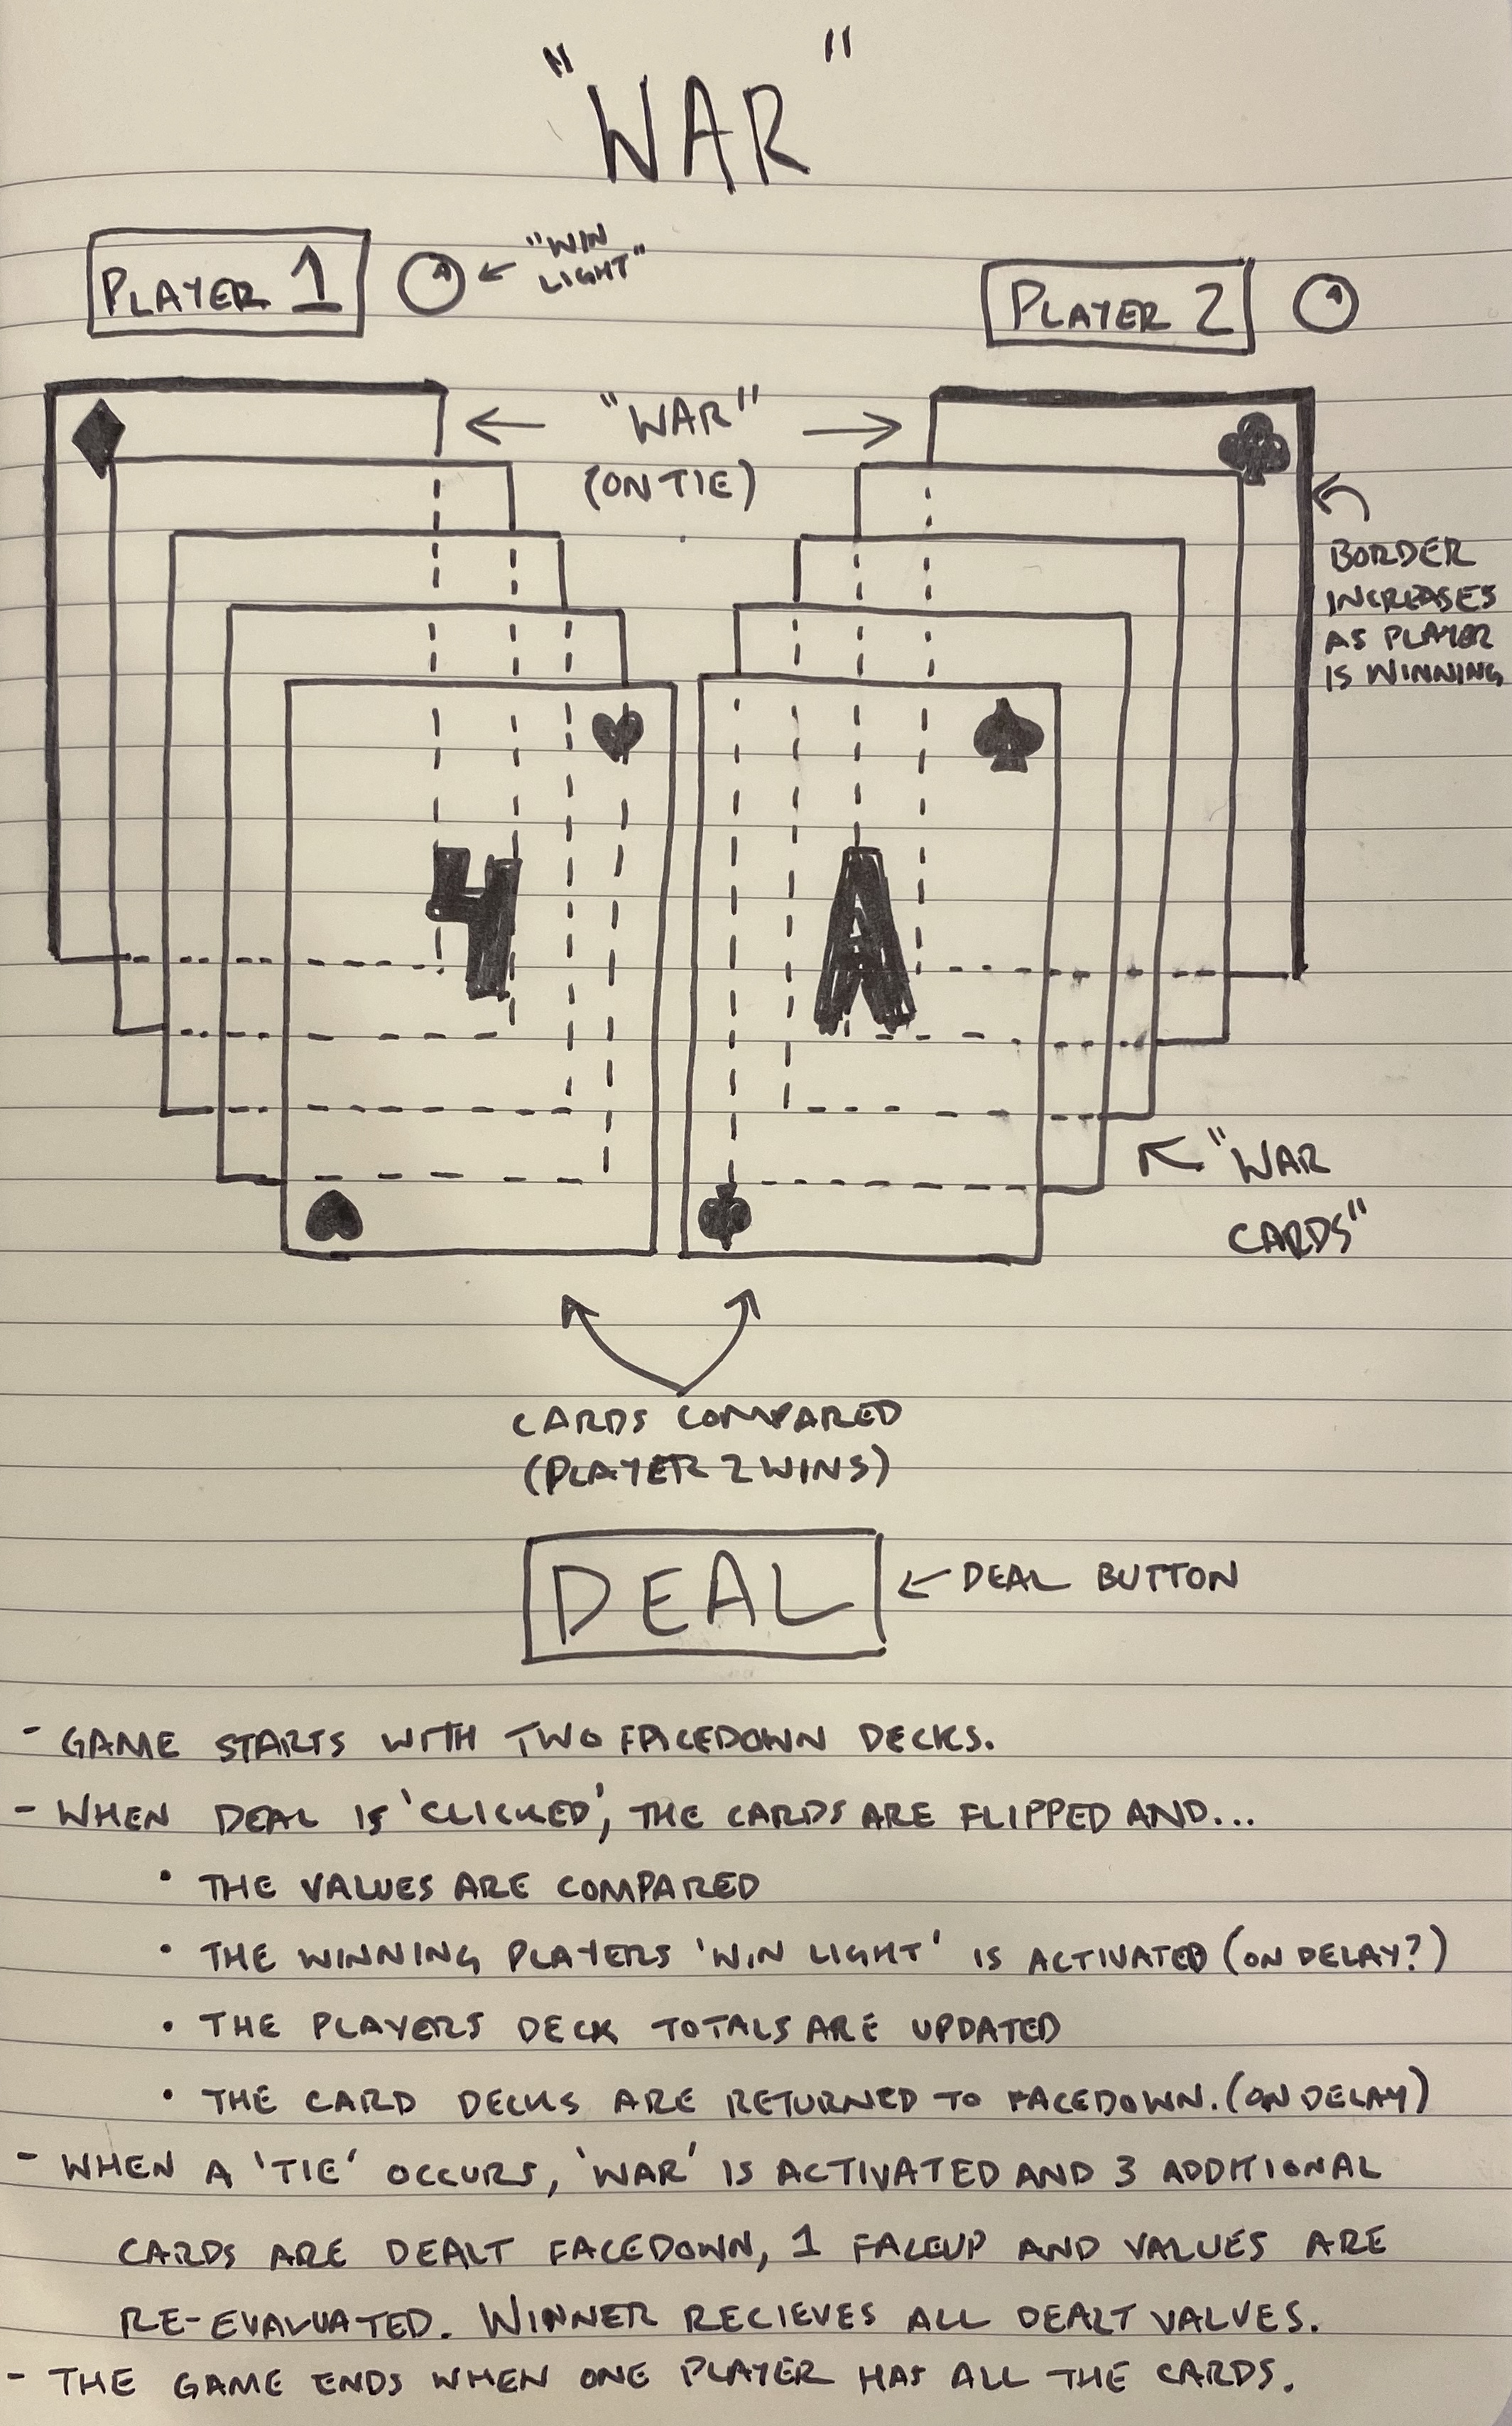 "WAR"
PLAYER 1
"WIN
LIGHT"
PLAYER 2
"WAR"
(ON TIE)
BORDER
INCREASES
AS PLAYER
IS WINNING
4
A
"WAR
CARDS"
CARDS COMPARED
(PLAYER 2 WINS)
DEAL
DEAL BUTTON
- GAME STARTS WITH TWO FACEDOWN DECKS.
- WHEN DEAL IS 'CLICKED', THE CARDS ARE FLIPPED AND...
• THE VALUES ARE COMPARED
• THE WINNING PLAYERS 'WIN LIGHT' IS ACTIVATED (ON DELAY?)
• THE PLAYERS DECK TOTALS ARE UPDATED
• THE CARD DECKS ARE RETURNED TO FACEDOWN. (ON DELAY)
- WHEN A 'TIE' OCCURS, 'WAR' IS ACTIVATED AND 3 ADDITIONAL
CARDS ARE DEALT FACEDOWN, 1 FACEUP AND VALUES ARE
RE-EVALUATED. WINNER RECIEVES ALL DEALT VALUES.
- THE GAME ENDS WHEN ONE PLAYER HAS ALL THE CARDS.